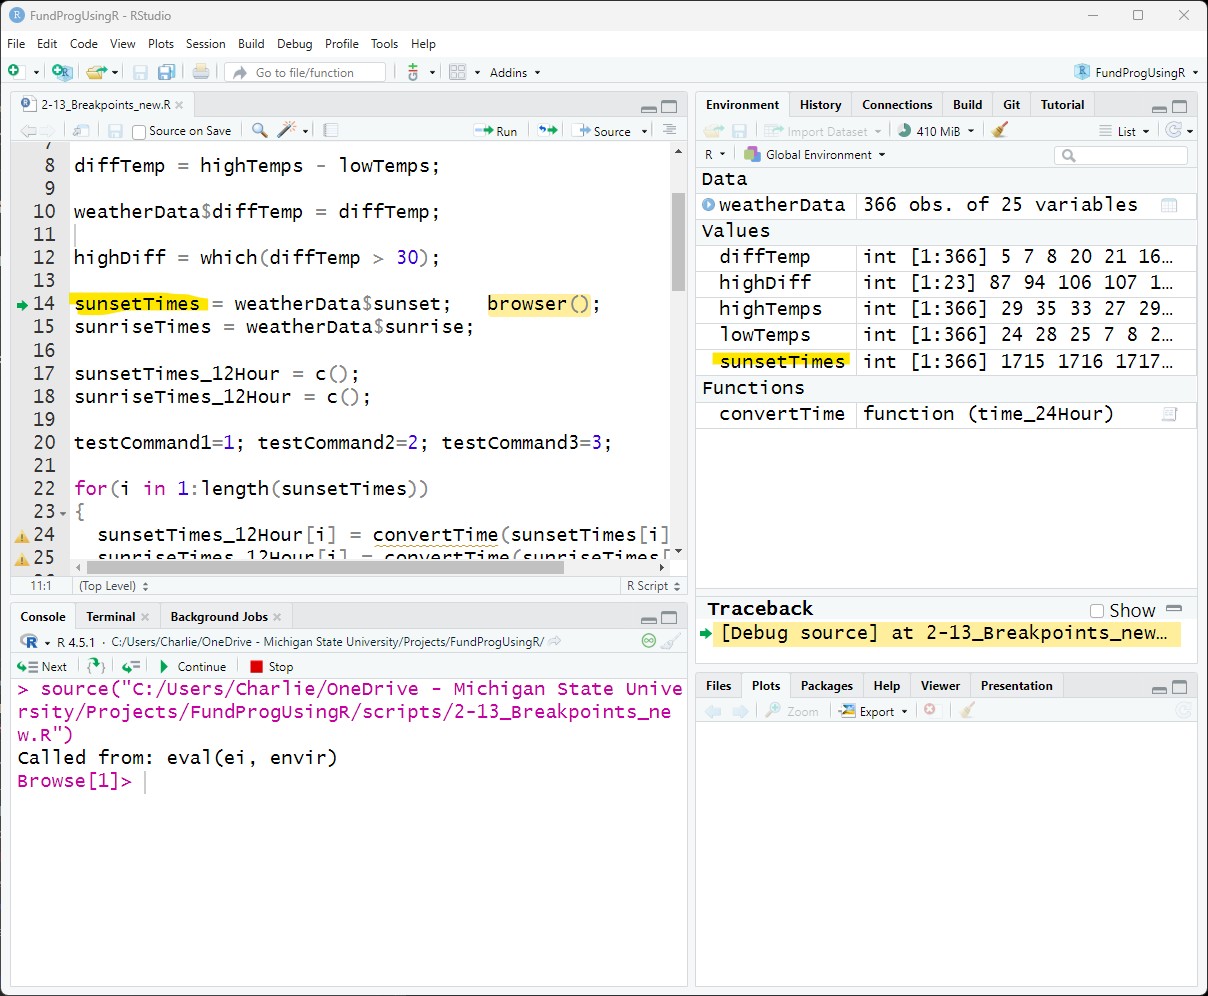 FundProgUsingR - RStudio
File Edit Code View Plots Session Build Debug Profile Tools Help
Go to file/function Addins FundProgUsingR
2-13_Breakpoints_new.R
Source on Save Run Source
8 diffTemp = highTemps - lowTemps;
9
10 weatherData$diffTemp = diffTemp;
11
12 highDiff = which(diffTemp > 30);
13
14 sunsetTimes = weatherData$sunset; browser();
15 sunriseTimes = weatherData$sunrise;
16
17 sunsetTimes_12Hour = c();
18 sunriseTimes_12Hour = c();
19
20 testCommand1=1; testCommand2=2; testCommand3=3;
21
22 for(i in 1:length(sunsetTimes))
23 {
24 sunsetTimes_12Hour[i] = convertTime(sunsetTimes[i]
25 sunriseTimes_12Hour[i] = convertTime(sunriseTimes[
11:1 (Top Level) R Script
Console Terminal Background Jobs
R 4.5.1 · C:/Users/Charlie/OneDrive - Michigan State University/Projects/FundProgUsingR/
Next Continue Stop
> source("C:/Users/Charlie/OneDrive - Michigan State Unive
rsity/Projects/FundProgUsingR/scripts/2-13_Breakpoints_ne
w.R")
Called from: eval(ei, envir)
Browse[1]>
Environment History Connections Build Git Tutorial
Import Dataset 410 MiB List
R Global Environment
Data
weatherData 366 obs. of 25 variables
Values
diffTemp int [1:366] 5 7 8 20 21 16…
highDiff int [1:23] 87 94 106 107 1…
highTemps int [1:366] 29 35 33 27 29…
lowTemps int [1:366] 24 28 25 7 8 2…
sunsetTimes int [1:366] 1715 1716 1717…
Functions
convertTime function (time_24Hour)
Traceback Show
[Debug source] at 2-13_Breakpoints_new…
Files Plots Packages Help Viewer Presentation
Zoom Export